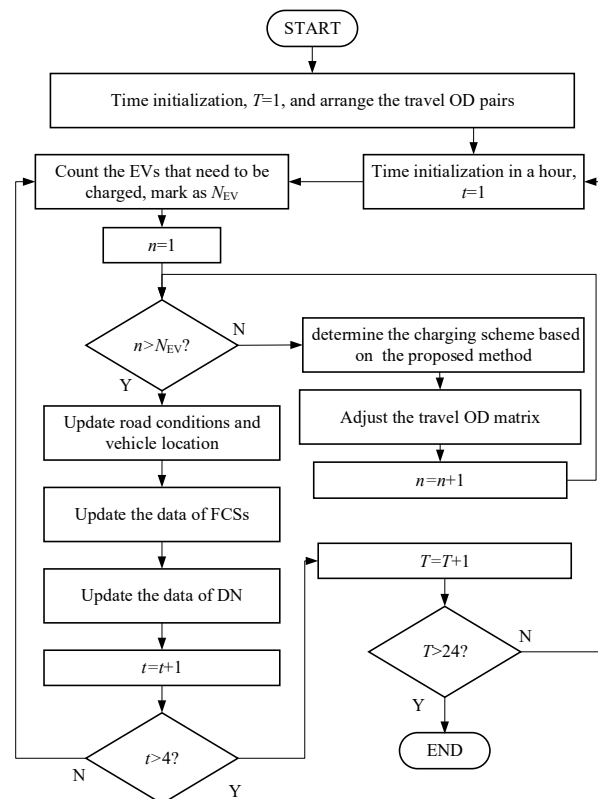 START
Time initialization, T=1, and arrange the travel OD pairs
Count the EVs that need to be
charged, mark as NEV
Time initialization in a hour,
t=1
n=1
n>NEV?
N
Y
determine the charging scheme based
on the proposed method
Adjust the travel OD matrix
n=n+1
Update road conditions and
vehicle location
Update the data of FCSs
Update the data of DN
t=t+1
t>4?
N
Y
T=T+1
T>24?
N
Y
END